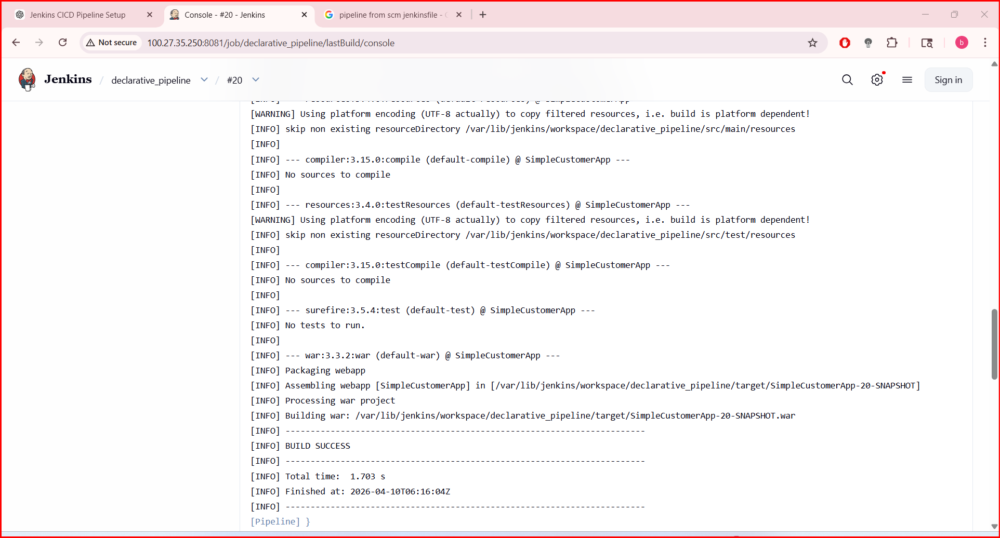 Jenkins CICD Pipeline Setup
Console - #20 - Jenkins
pipeline from scm jenkinsfile -
Not secure
100.27.35.250:8081/job/declarative_pipeline/lastBuild/console
b
Jenkins / declarative_pipeline / #20
Sign in
[WARNING] Using platform encoding (UTF-8 actually) to copy filtered resources, i.e. build is platform dependent!
[INFO] skip non existing resourceDirectory /var/lib/jenkins/workspace/declarative_pipeline/src/main/resources
[INFO]
[INFO] --- compiler:3.15.0:compile (default-compile) @ SimpleCustomerApp ---
[INFO] No sources to compile
[INFO]
[INFO] --- resources:3.4.0:testResources (default-testResources) @ SimpleCustomerApp ---
[WARNING] Using platform encoding (UTF-8 actually) to copy filtered resources, i.e. build is platform dependent!
[INFO] skip non existing resourceDirectory /var/lib/jenkins/workspace/declarative_pipeline/src/test/resources
[INFO]
[INFO] --- compiler:3.15.0:testCompile (default-testCompile) @ SimpleCustomerApp ---
[INFO] No sources to compile
[INFO]
[INFO] --- surefire:3.5.4:test (default-test) @ SimpleCustomerApp ---
[INFO] No tests to run.
[INFO]
[INFO] --- war:3.3.2:war (default-war) @ SimpleCustomerApp ---
[INFO] Packaging webapp
[INFO] Assembling webapp [SimpleCustomerApp] in [/var/lib/jenkins/workspace/declarative_pipeline/target/SimpleCustomerApp-20-SNAPSHOT]
[INFO] Processing war project
[INFO] Building war: /var/lib/jenkins/workspace/declarative_pipeline/target/SimpleCustomerApp-20-SNAPSHOT.war
[INFO] ------------------------------------------------------------------------
[INFO] BUILD SUCCESS
[INFO] ------------------------------------------------------------------------
[INFO] Total time:  1.703 s
[INFO] Finished at: 2026-04-10T06:16:04Z
[INFO] ------------------------------------------------------------------------
[Pipeline] }